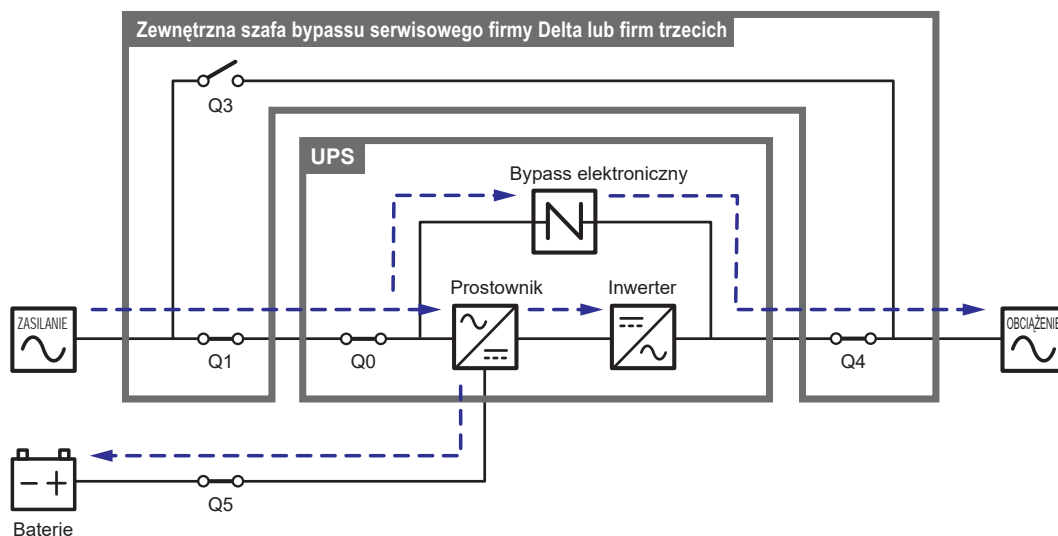 Zewnętrzna szafa bypassu serwisowego firmy Delta lub firm trzecich
Q3
UPS
Bypass elektroniczny
Prostownik
Inwerter
ZASILANIE
OBCIĄŻENIE
Q1
Q0
Q4
Q5
Baterie